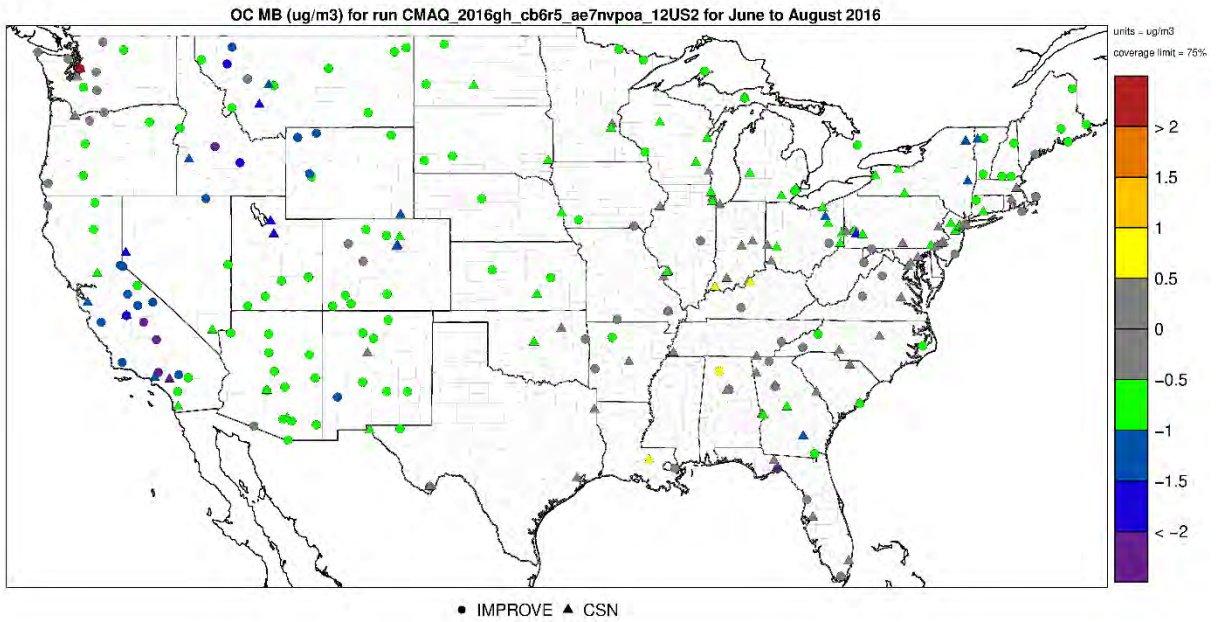 OC MB (ug/m3) for run CMAQ_2016gh_cb6r5_ae7nvpoa_12US2 for June to August 2016
units = ug/m3
coverage limit = 75%
> 2
1.5
1
0.5
0
−0.5
−1
−1.5
< −2
● IMPROVE ▲ CSN